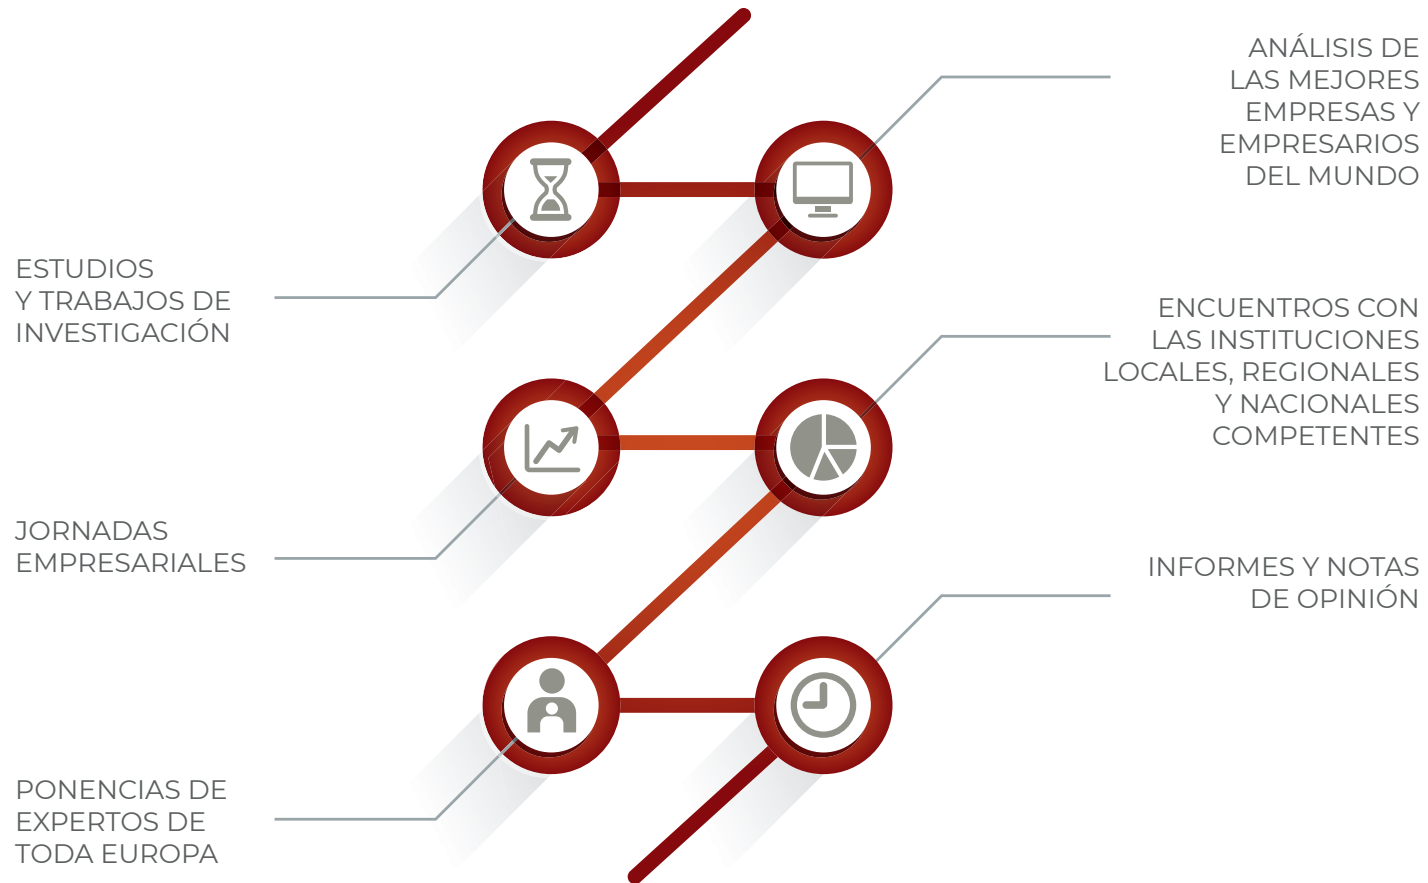 ANÁLISIS DE
LAS MEJORES
EMPRESAS Y
EMPRESARIOS
DEL MUNDO
ESTUDIOS
Y TRABAJOS DE
INVESTIGACIÓN
ENCUENTROS CON
LAS INSTITUCIONES
LOCALES, REGIONALES
Y NACIONALES
COMPETENTES
JORNADAS
EMPRESARIALES
INFORMES Y NOTAS
DE OPINIÓN
PONENCIAS DE
EXPERTOS DE
TODA EUROPA